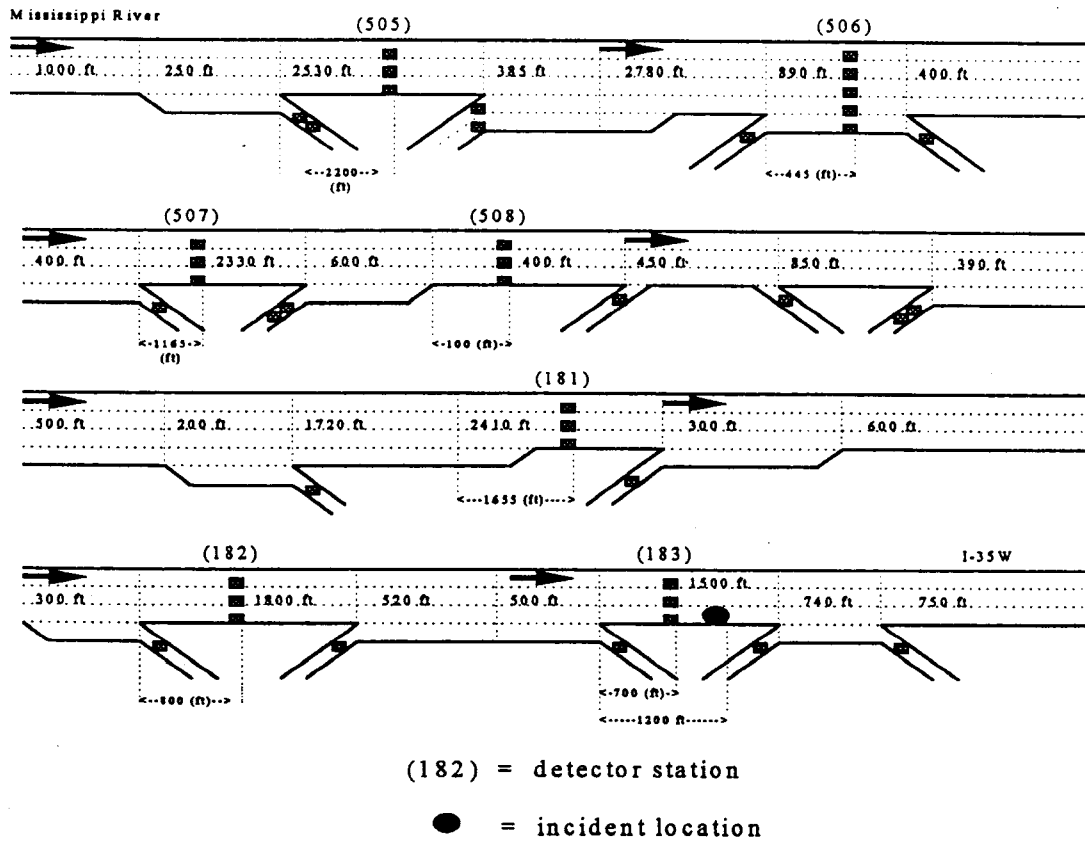 Mississippi River
(505) (506)
1000 ft 250 ft 2530 ft 385 ft 2780 ft 890 ft 400 ft
<--2200--> <--445 (ft)-->
(ft)
(507) (508)
400 ft 2330 ft 600 ft 400 ft 450 ft 850 ft 390 ft
<-1165-> <--100 (ft)-->
(ft)
(181)
500 ft 200 ft 1720 ft 2410 ft 300 ft 600 ft
<---1655 (ft)---->
(182) (183) I-35W
300 ft 1800 ft 520 ft 500 ft 1500 ft 740 ft 750 ft
<--800 (ft)--> <--700 (ft)->
<-----1200 ft------>
(182) = detector station
= incident location